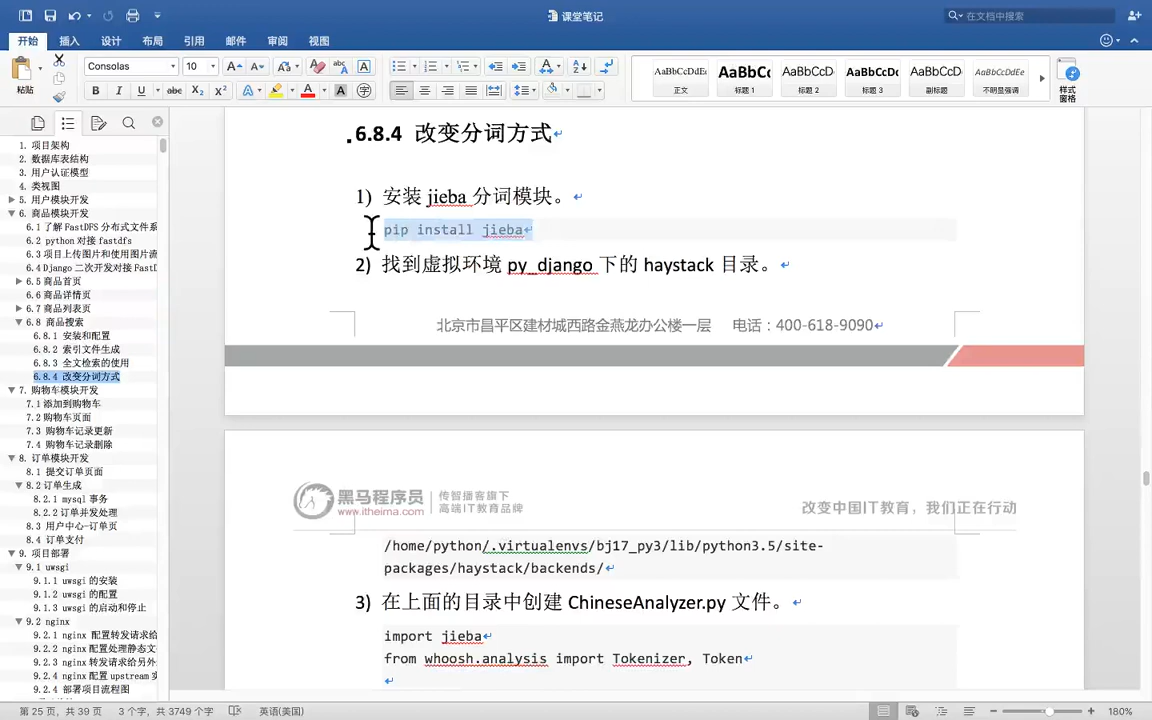 课堂笔记
在文档中搜索
开始 插入 设计 布局 引用 邮件 审阅 视图
粘贴
Consolas 10
AaBbCcDdEє AaBbCc AaBbCcD AaBbCcDc AaBbCcD AaBbCcDdEe
正文 标题 1 标题 2 标题 3 副标题 不明显强调
样式
窗格
1. 项目架构
2. 数据库表结构
3. 用户认证模型
4. 类视图
5. 用户模块开发
6. 商品模块开发
6.1 了解FastDFS 分布式文件系
6.2 python 对接 fastdfs
6.3 项目上传图片和使用图片流
6.4 Django 二次开发对接 FastD
6.5 商品首页
6.6 商品详情页
6.7 商品列表页
6.8 商品搜索
6.8.1 安装和配置
6.8.2 索引文件生成
6.8.3 全文检索的使用
6.8.4 改变分词方式
7. 购物车模块开发
7.1 添加到购物车
7.2 购物车页面
7.3 购物车记录更新
7.4 购物车记录删除
8. 订单模块开发
8.1 提交订单页面
8.2 订单生成
8.2.1 mysql 事务
8.2.2 订单并发处理
8.3 用户中心-订单页
8.4 订单支付
9. 项目部署
9.1 uwsgi
9.1.1 uwsgi 的安装
9.1.2 uwsgi 的配置
9.1.3 uwsgi 的启动和停止
9.2 nginx
9.2.1 nginx 配置转发请求给
9.2.2 nginx 配置处理静态文
9.2.3 nginx 转发请求给另外
9.2.4 nginx 配置 upstream 实
9.2.4 部署项目流程图
6.8.4 改变分词方式
1) 安装 jieba 分词模块。
pip install jieba
2) 找到虚拟环境 py_django 下的 haystack 目录。
北京市昌平区建材城西路金燕龙办公楼一层 电话：400-618-9090
黑马程序员
www.itheima.com
传智播客旗下
高端IT教育品牌
改变中国IT教育，我们正在行动
/home/python/.virtualenvs/bj17_py3/lib/python3.5/site-
packages/haystack/backends/
3) 在上面的目录中创建 ChineseAnalyzer.py 文件。
import jieba
from whoosh.analysis import Tokenizer, Token
第 25 页，共 39 页 3 个字，共 3749 个字 英语(美国) 180%